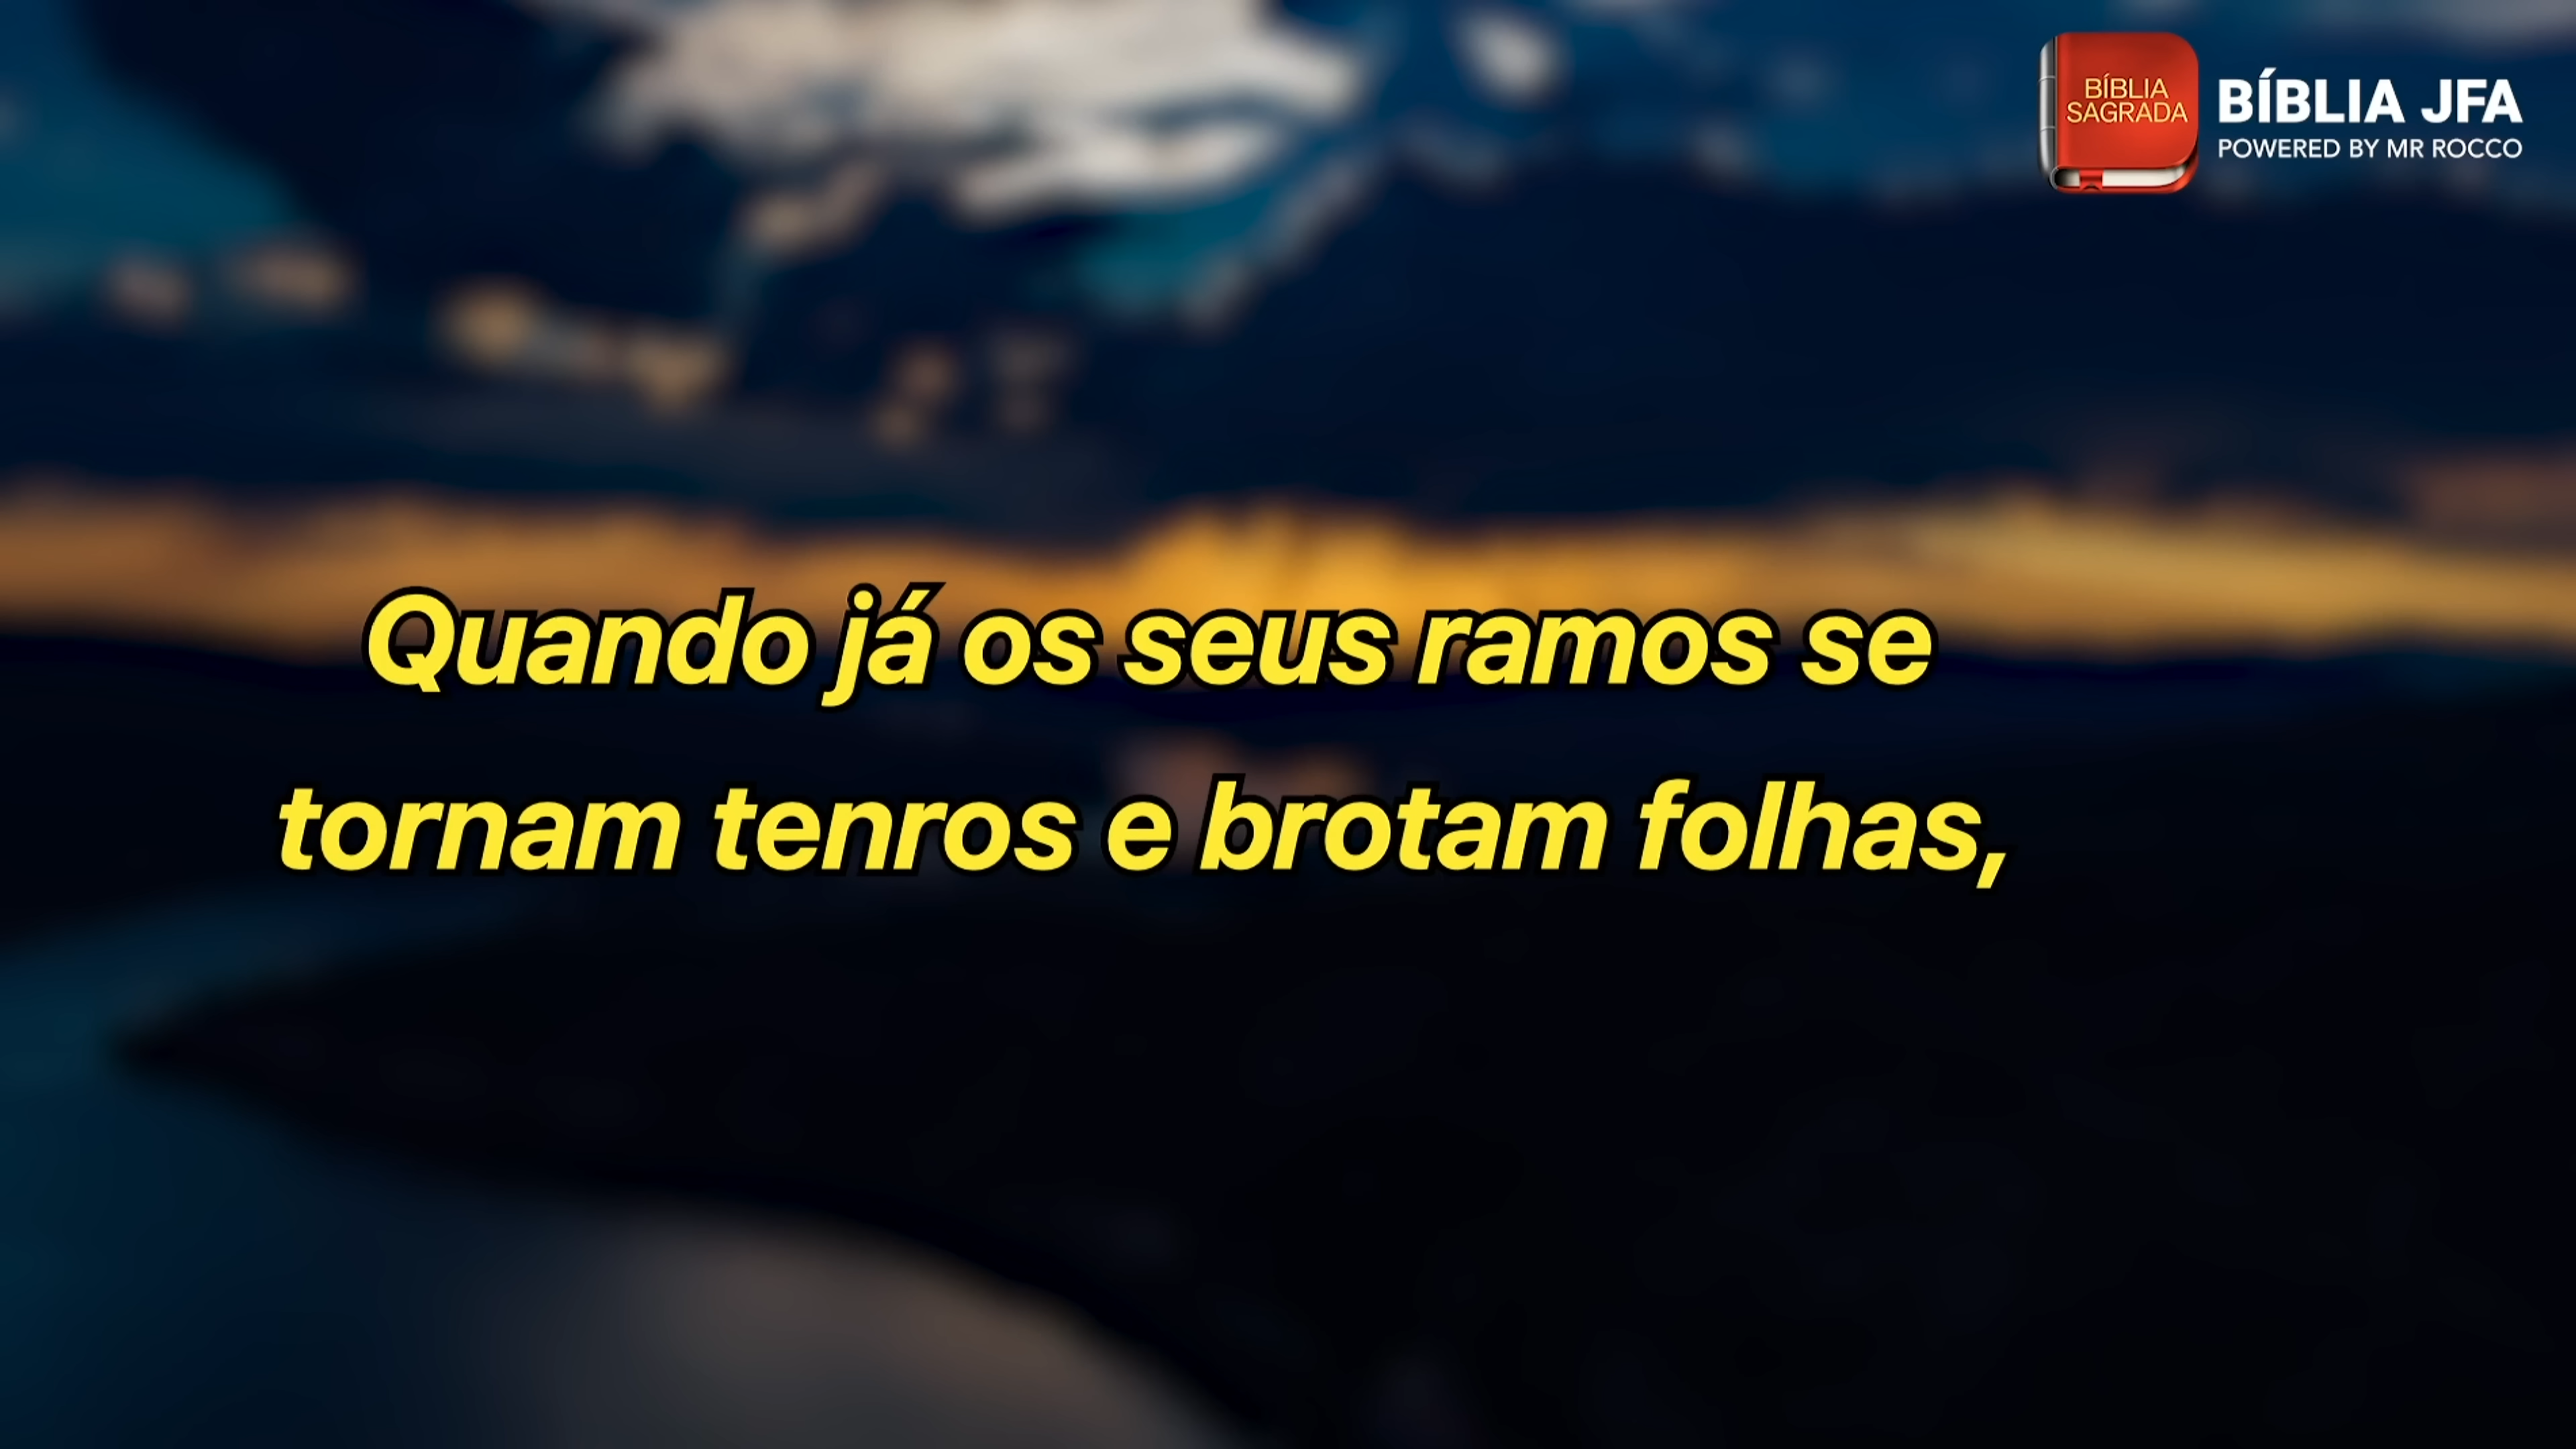 BÍBLIA
SAGRADA
BÍBLIA JFA
POWERED BY MR ROCCO
Quando já os seus ramos se
tornam tenros e brotam folhas,